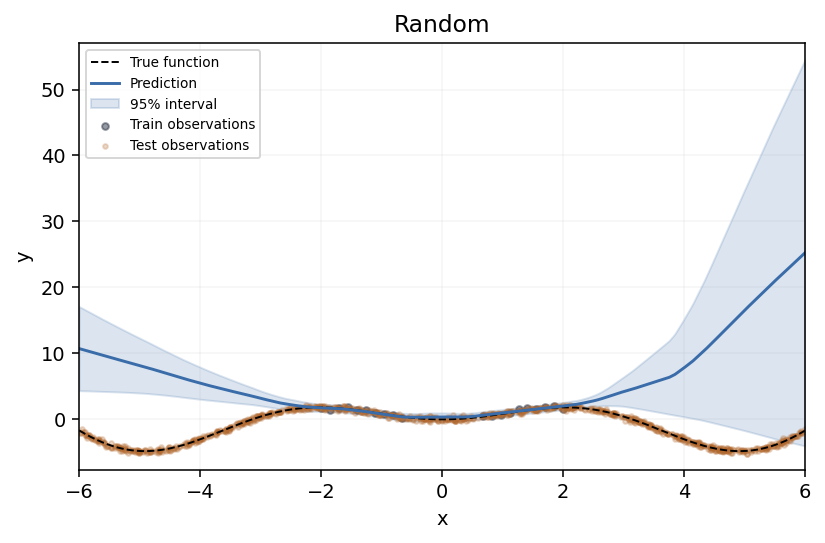 Random
True function
Prediction
95% interval
Train observations
Test observations
50
40
30
20
10
0
y
−6
−4
−2
0
2
4
6
x